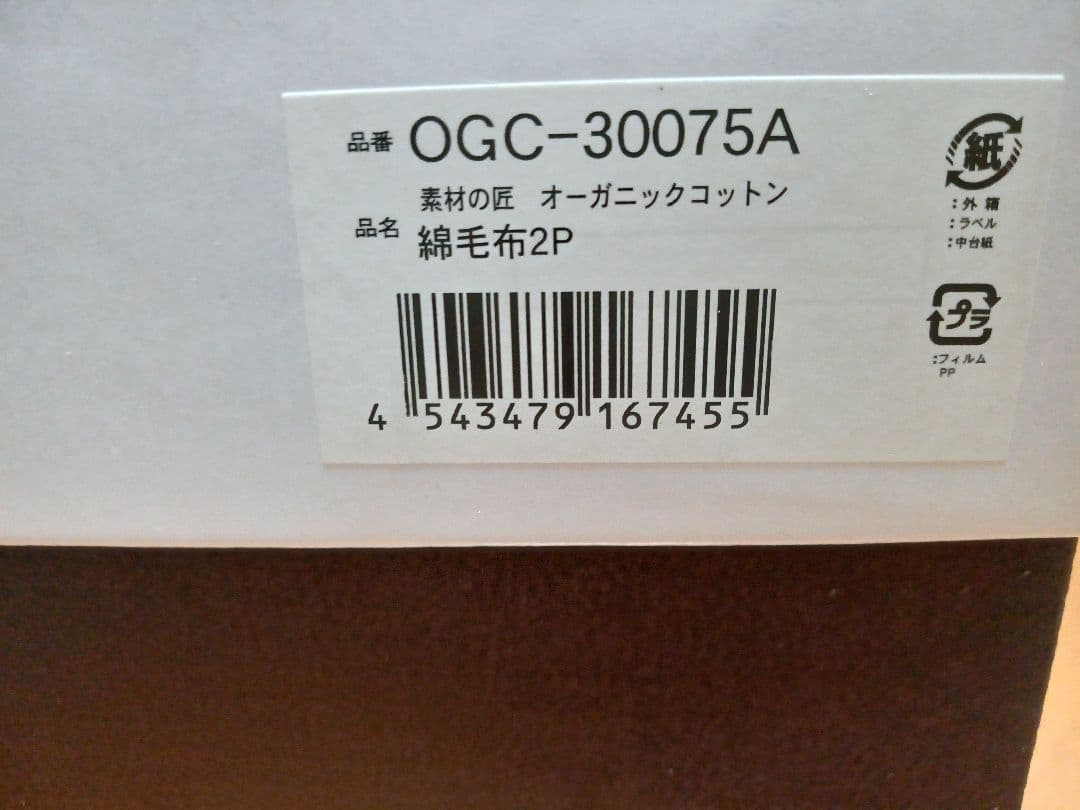 品番 OGC-30075A
品名 素材の匠 オーガニックコットン
綿毛布2P
4 543479 167455
紙
:外箱
:ラベル
:中台紙
プラ
:フィルム
PP